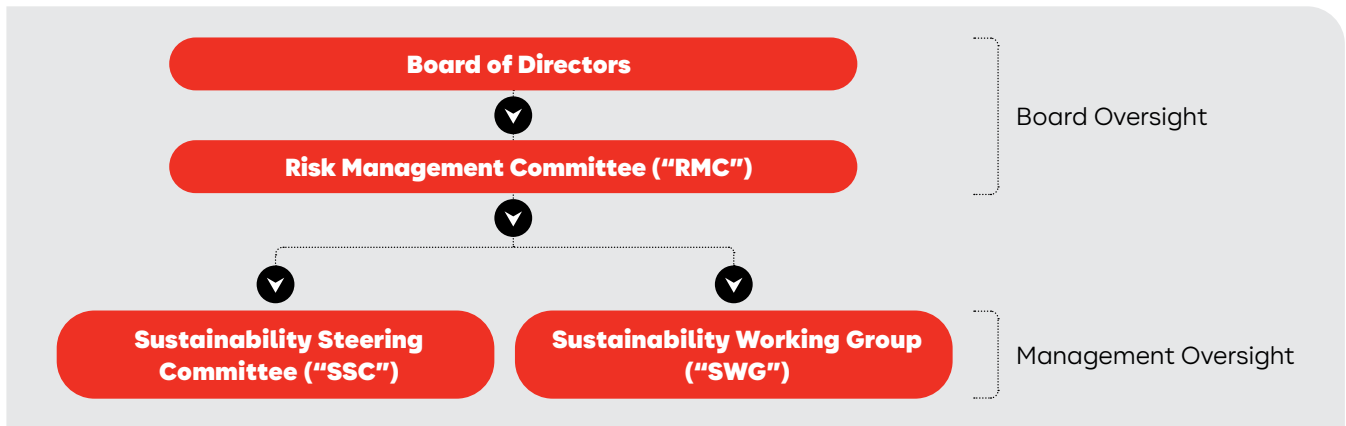 Board of Directors
Board Oversight
Risk Management Committee (“RMC”)
Sustainability Steering
Committee (“SSC”)
Sustainability Working Group
(“SWG”)
Management Oversight